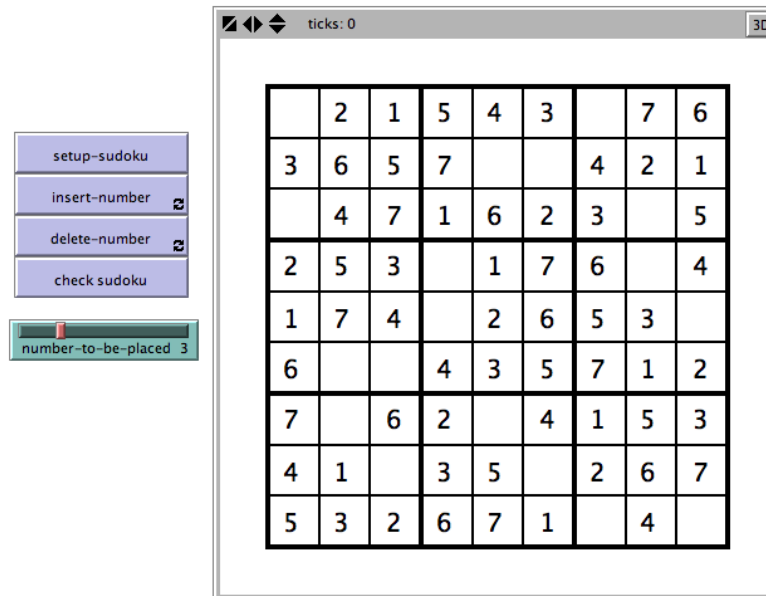 ticks: 0
3D
setup-sudoku
insert-number
delete-number
check sudoku
number-to-be-placed 3
2 1 5 4 3 7 6
3 6 5 7 4 2 1
4 7 1 6 2 3 5
2 5 3 1 7 6 4
1 7 4 2 6 5 3
6 4 3 5 7 1 2
7 6 2 4 1 5 3
4 1 3 5 2 6 7
5 3 2 6 7 1 4